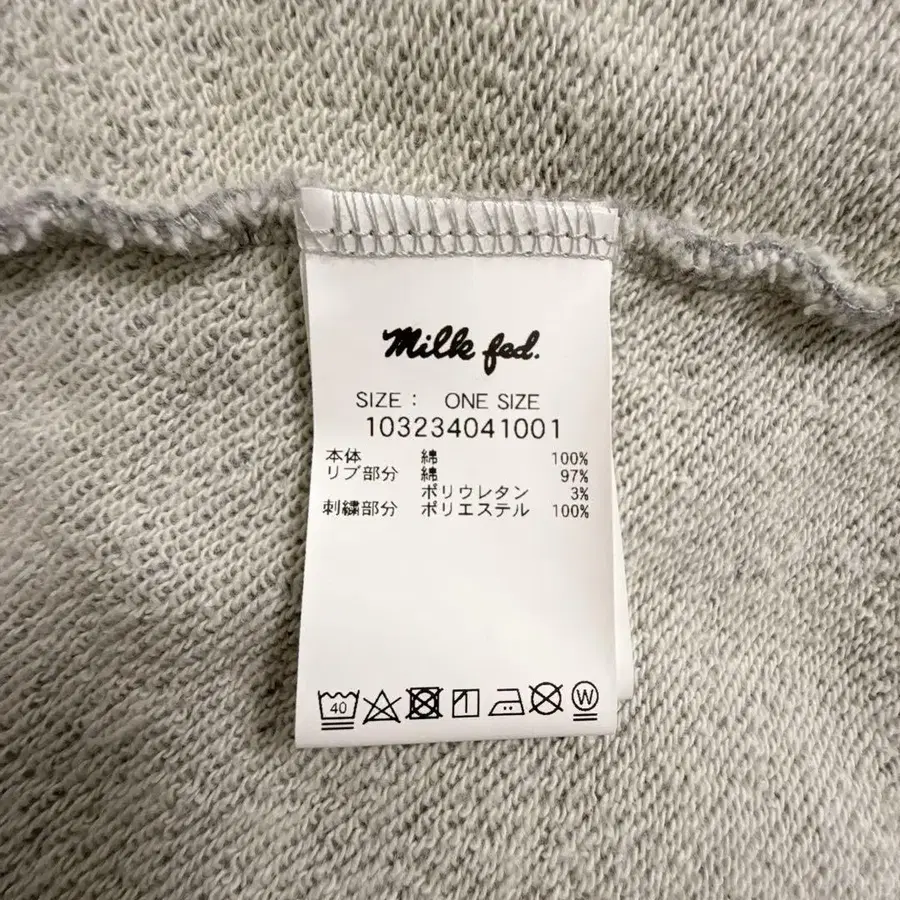 Milk fed.
SIZE : ONE SIZE
103234041001
本体 綿 100%
リブ部分 綿 97%
ポリウレタン 3%
刺繍部分 ポリエステル 100%
40 W